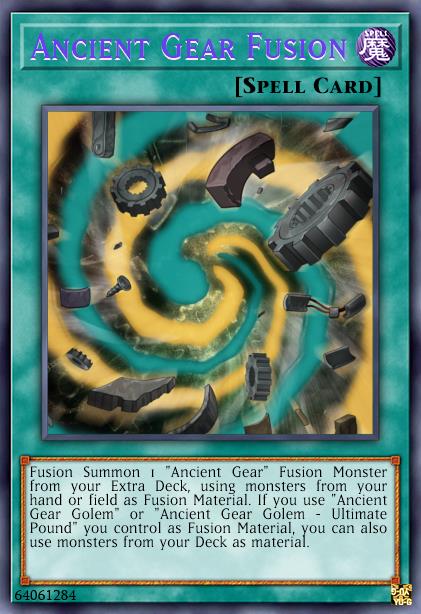 ANCIENT GEAR FUSION
SPELL
魔
[SPELL CARD]
Fusion Summon 1 "Ancient Gear" Fusion Monster
from your Extra Deck, using monsters from your
hand or field as Fusion Material. If you use "Ancient
Gear Golem" or "Ancient Gear Golem - Ultimate
Pound" you control as Fusion Material, you can also
use monsters from your Deck as material.
64061284